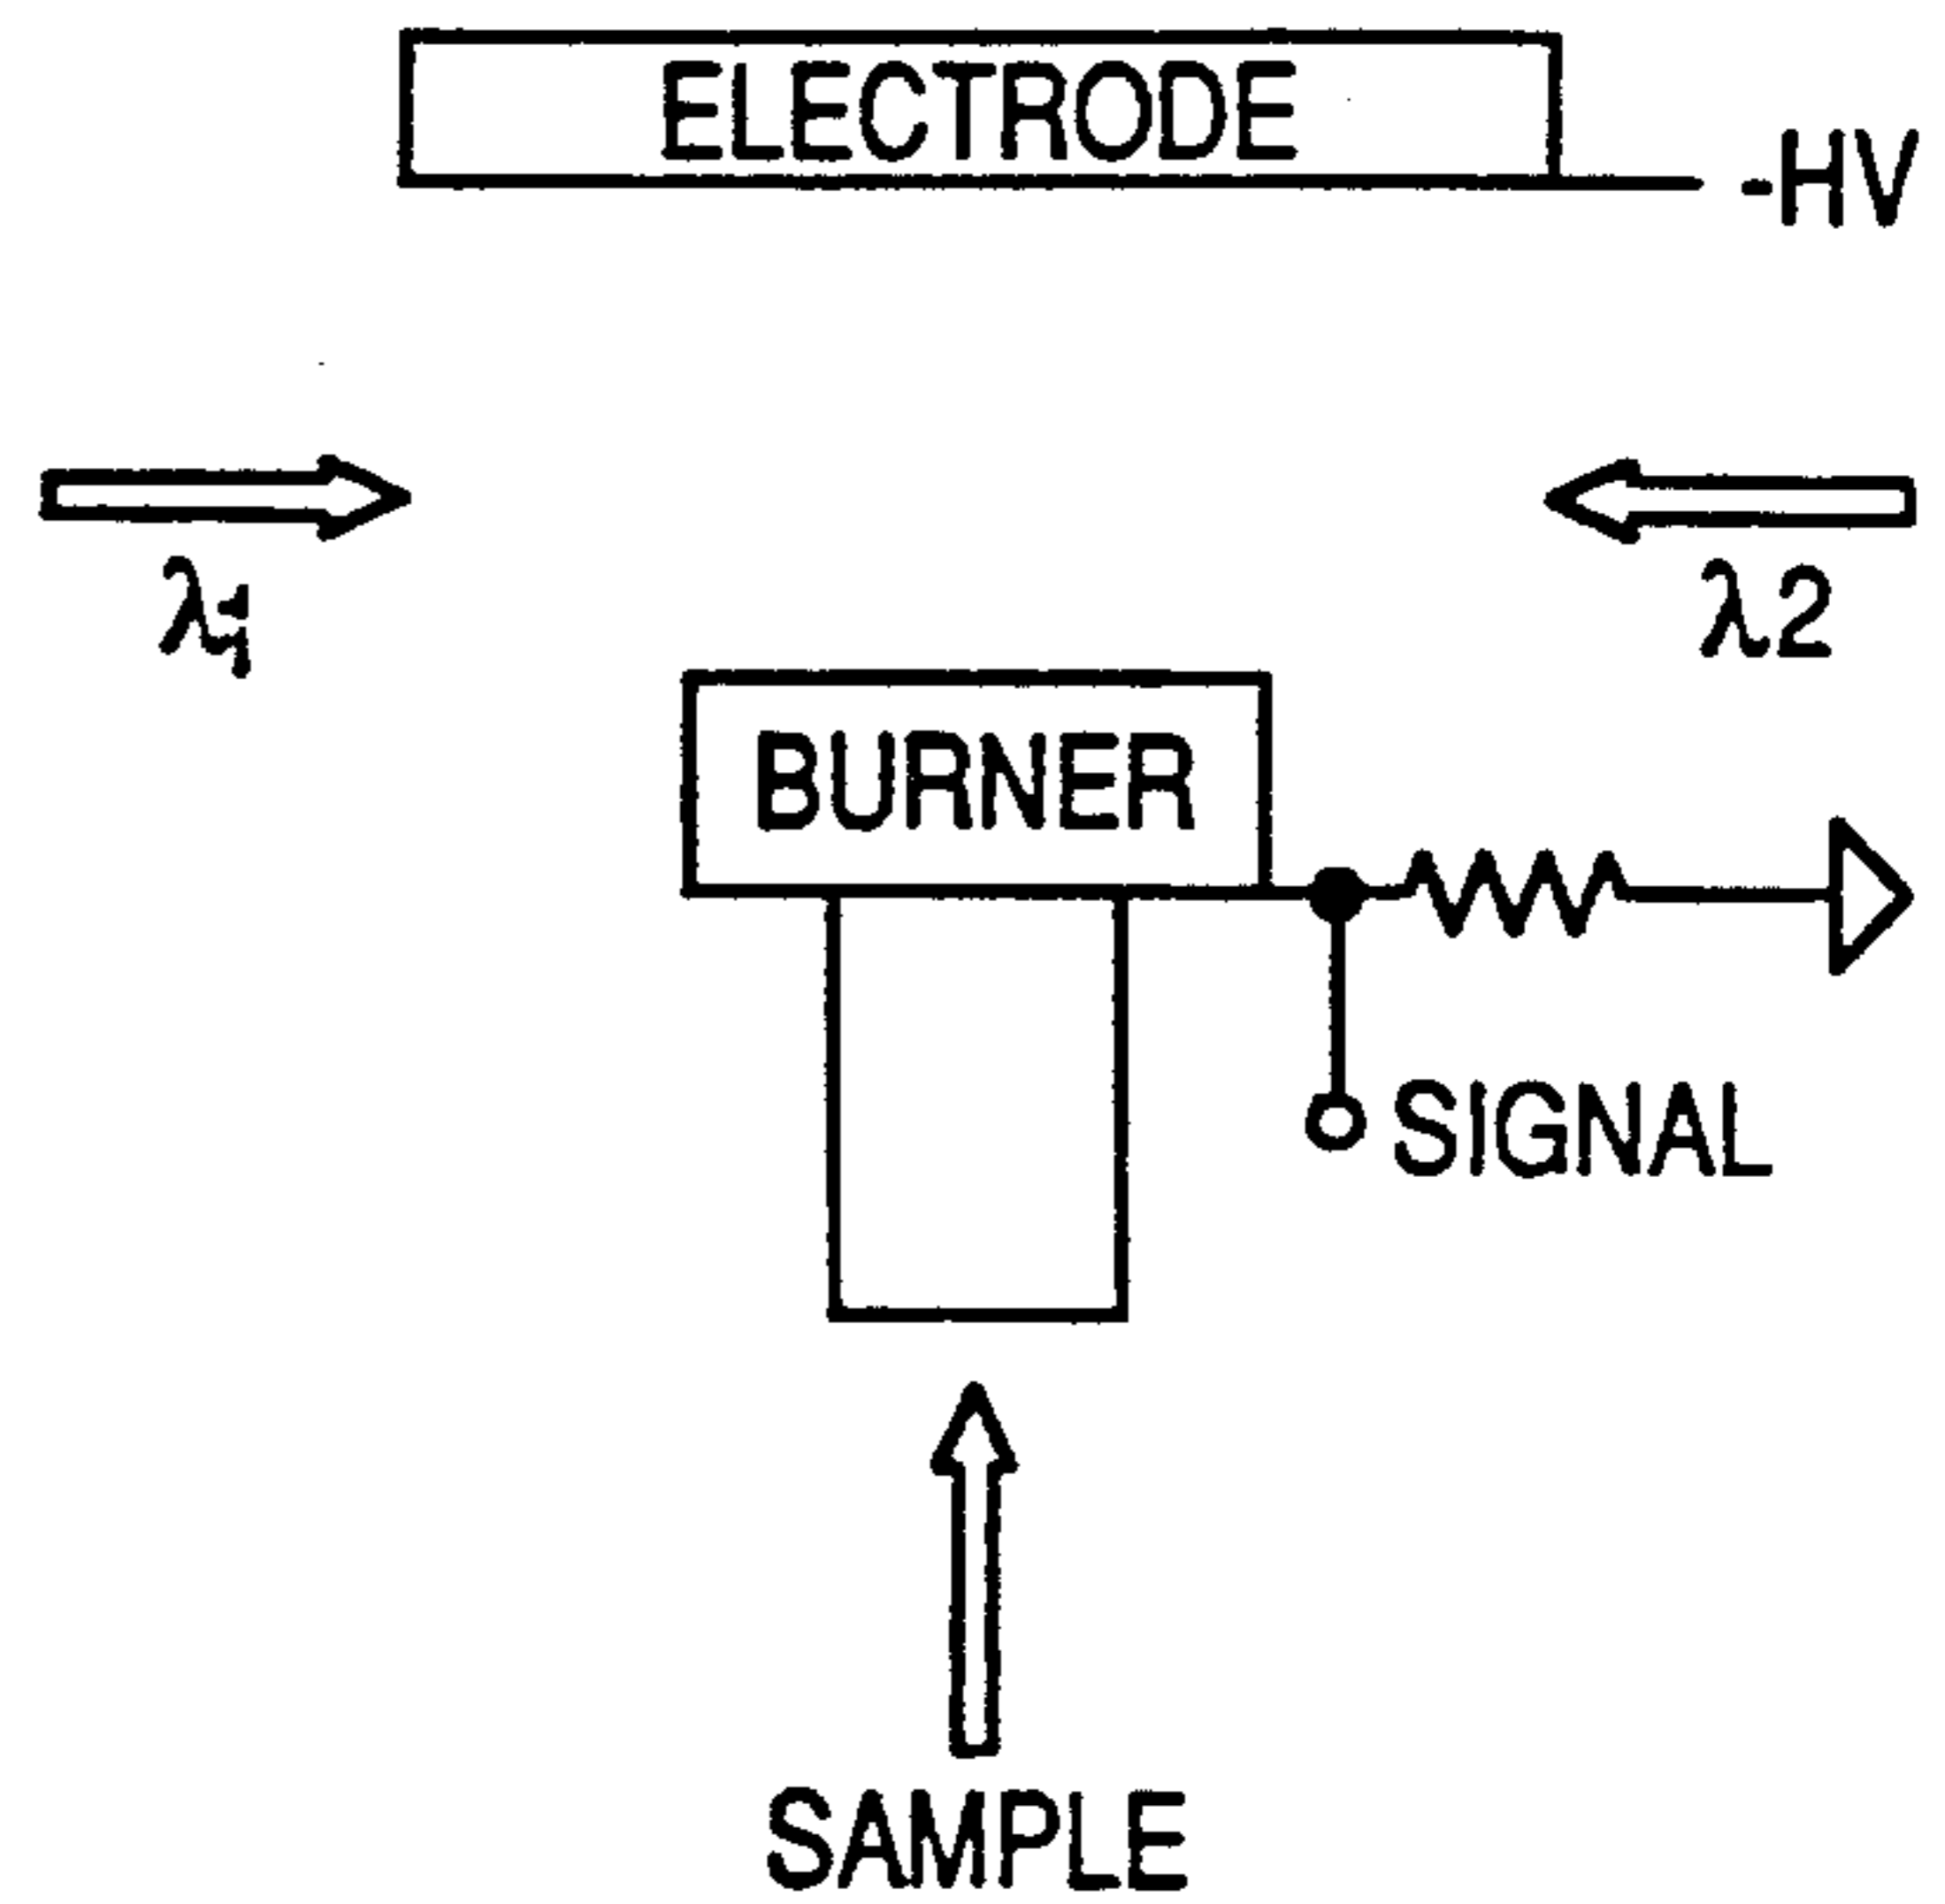 ELECTRODE
-HV
λ1
λ2
BURNER
SIGNAL
SAMPLE